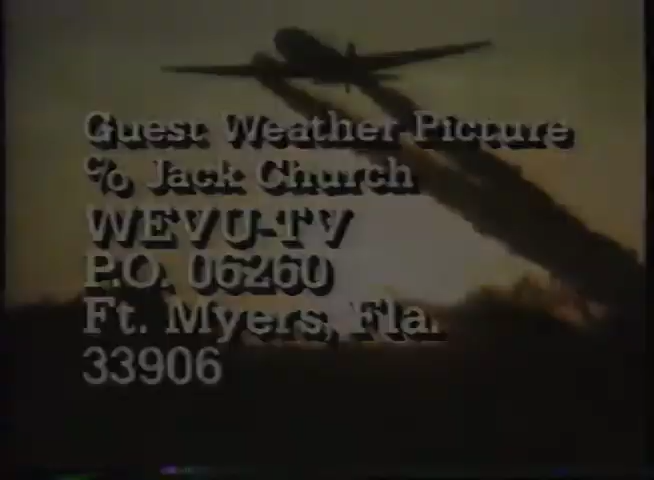 Guest Weather Picture
c/o Jack Church
WEVU-TV
P.O. 06260
Ft. Myers, Fla.
33906